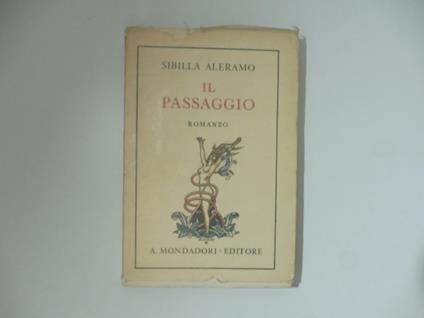 SIBILLA ALERAMO
IL
PASSAGGIO
ROMANZO
A. MONDADORI · EDITORE